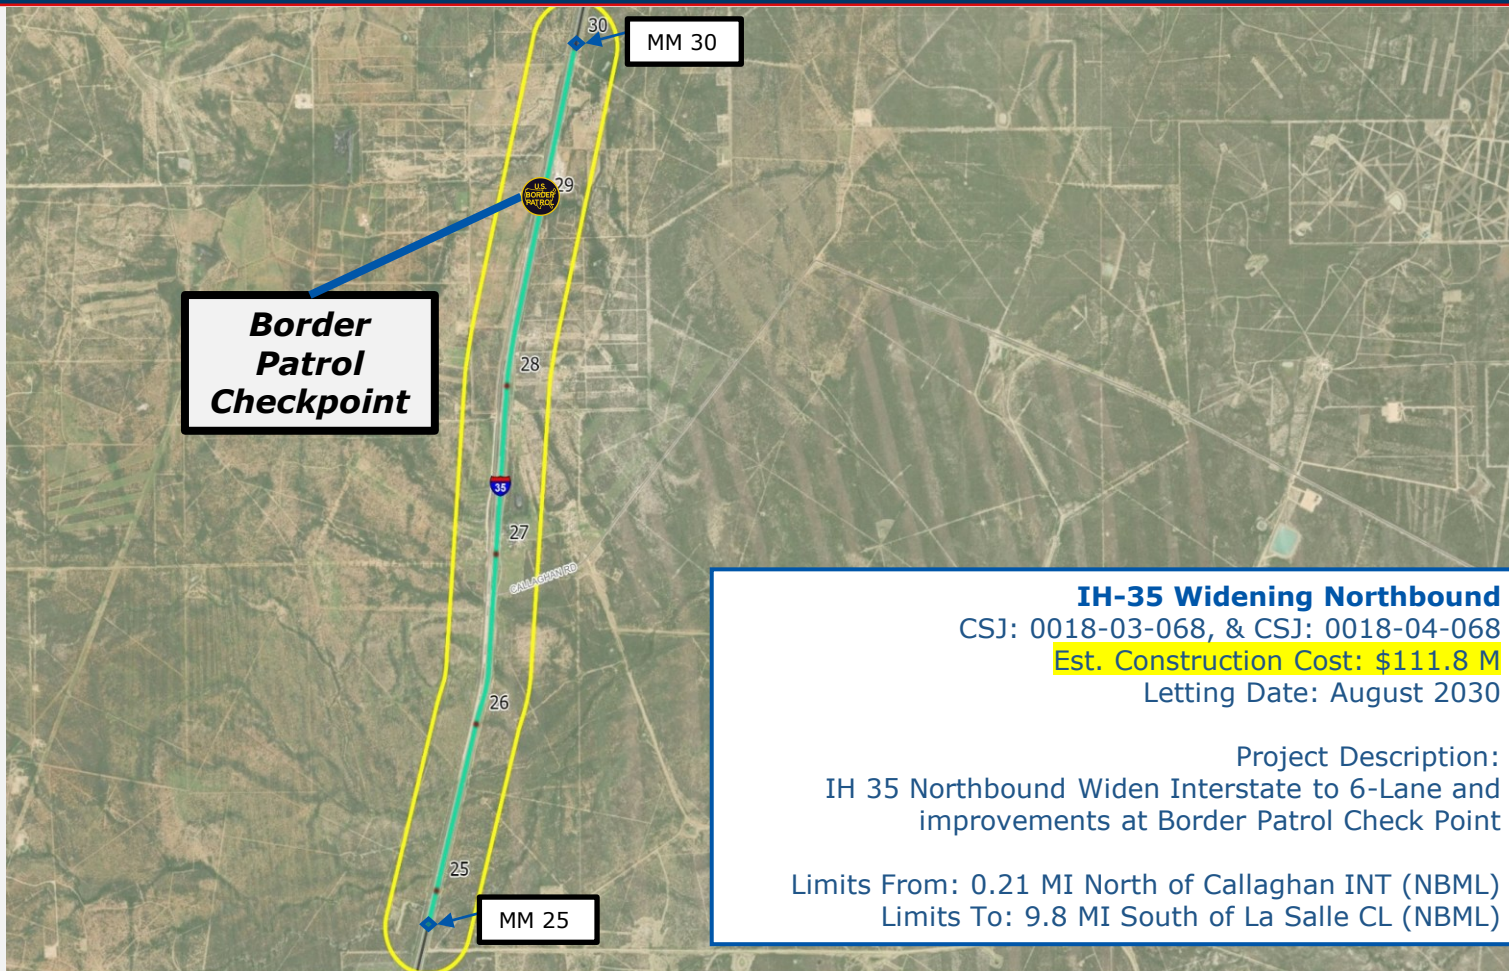 30
MM 30
U.S.
BORDER
PATROL
29
Border
Patrol
Checkpoint
28
35
27
CALLAGHAN RD
26
25
MM 25
IH-35 Widening Northbound
CSJ: 0018-03-068, & CSJ: 0018-04-068
Est. Construction Cost: $111.8 M
Letting Date: August 2030
Project Description:
IH 35 Northbound Widen Interstate to 6-Lane and
improvements at Border Patrol Check Point
Limits From: 0.21 MI North of Callaghan INT (NBML)
Limits To: 9.8 MI South of La Salle CL (NBML)